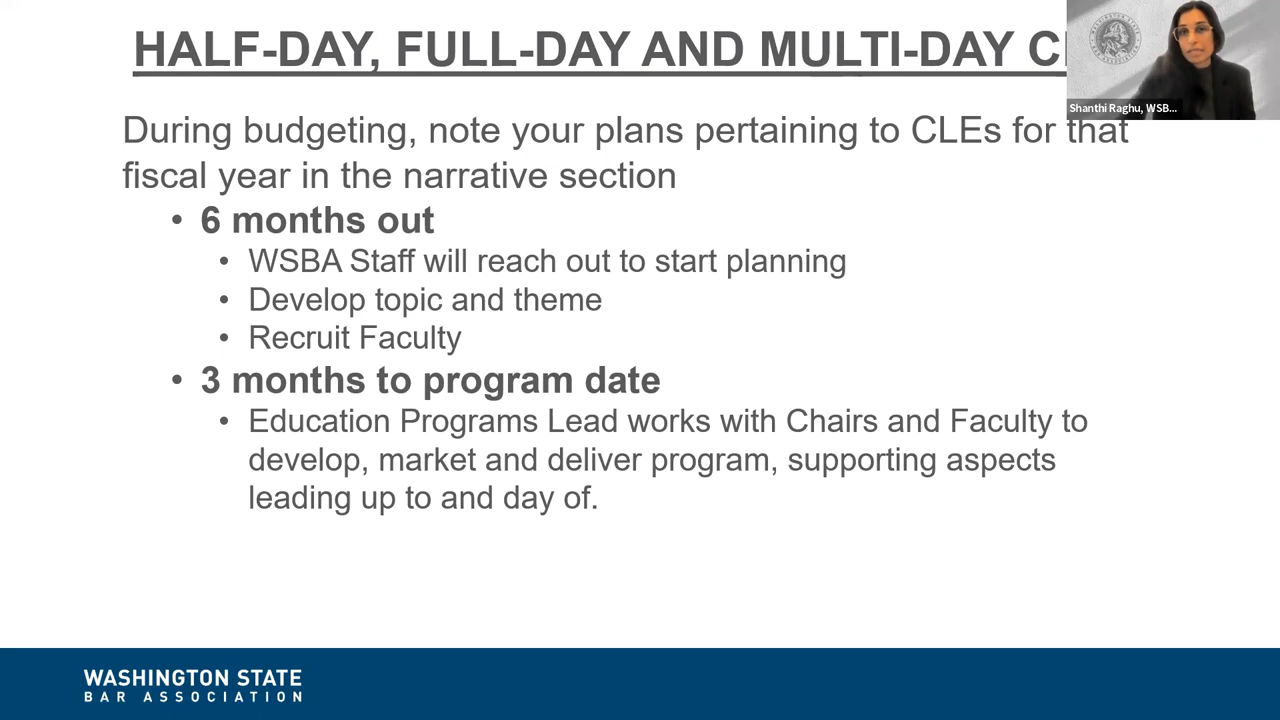 HALF-DAY, FULL-DAY AND MULTI-DAY
Shanthi Raghu, WSB...
During budgeting, note your plans pertaining to CLEs for that
fiscal year in the narrative section
• 6 months out
• WSBA Staff will reach out to start planning
• Develop topic and theme
• Recruit Faculty
• 3 months to program date
• Education Programs Lead works with Chairs and Faculty to
develop, market and deliver program, supporting aspects
leading up to and day of.
WASHINGTON STATE
BAR ASSOCIATION